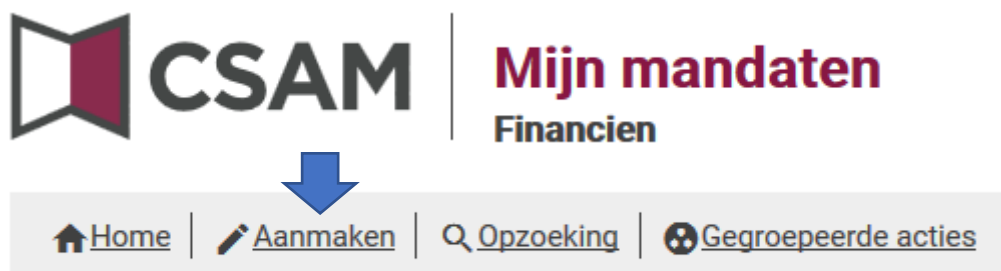 CSAM
Mijn mandaten
Financien
Home Aanmaken Opzoeking Gegroepeerde acties